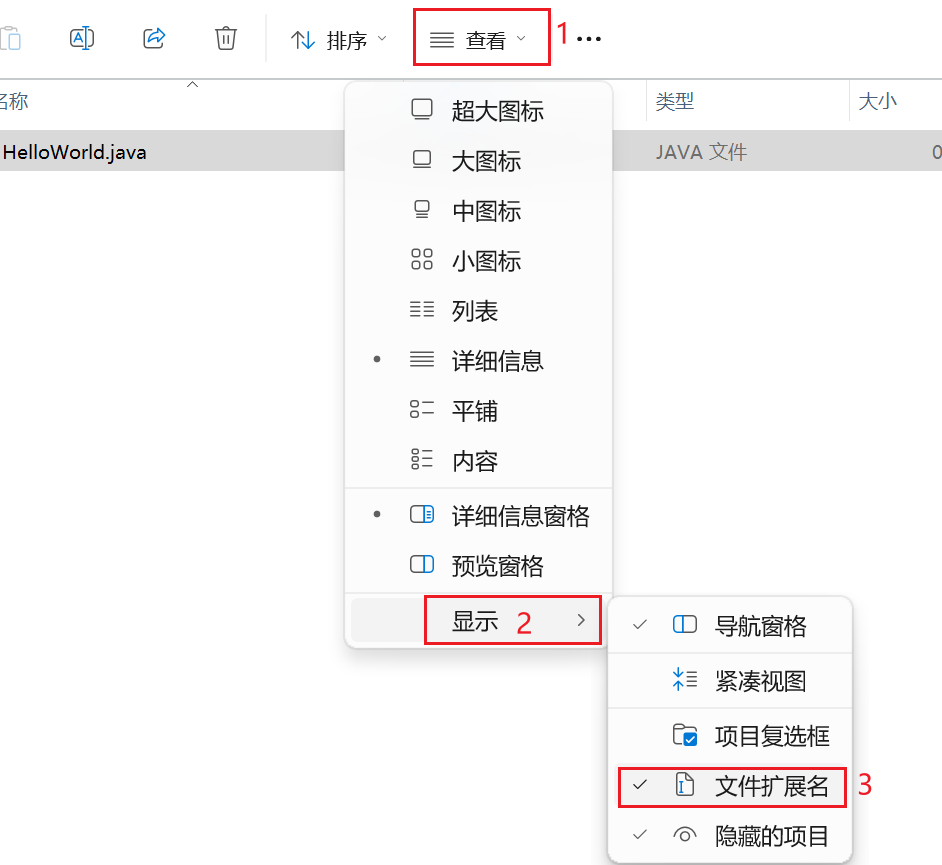 排序
查看
1
名称
类型
大小
HelloWorld.java
JAVA 文件
0
超大图标
大图标
中图标
小图标
列表
详细信息
平铺
内容
详细信息窗格
预览窗格
显示 2
导航窗格
紧凑视图
项目复选框
文件扩展名 3
隐藏的项目